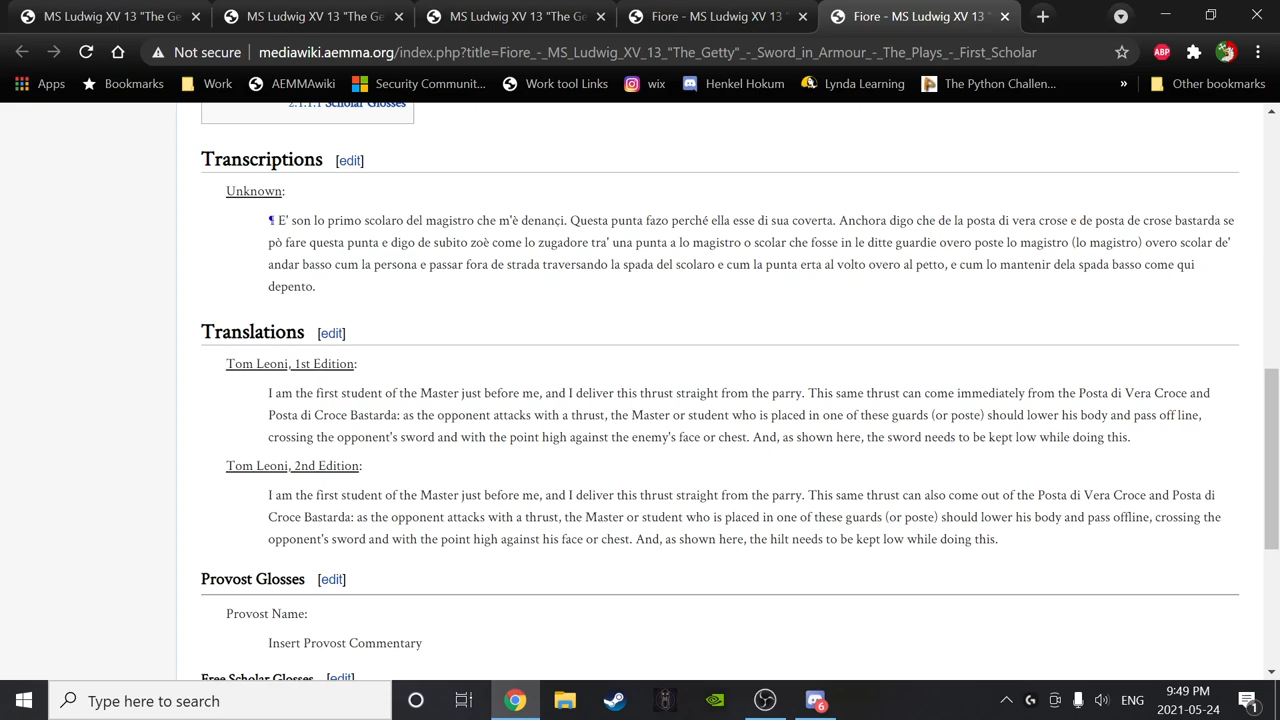 MS Ludwig XV 13 "The Ge
MS Ludwig XV 13 "The Ge
MS Ludwig XV 13 "The Ge
Fiore - MS Ludwig XV 13 "
Fiore - MS Ludwig XV 13 "
Not secure
mediawiki.aemma.org/index.php?title=Fiore_-_MS_Ludwig_XV_13_"The_Getty"_-_Sword_in_Armour_-_The_Plays_-_First_Scholar
ABP
Apps
Bookmarks
Work
AEMMAwiki
Security Communit...
Work tool Links
wix
Henkel Hokum
Lynda Learning
The Python Challen...
»
Other bookmarks
2.1.1.1 Scholar Glosses
Transcriptions [edit]
Unknown:
¶ E' son lo primo scolaro del magistro che m'è denançi. Questa punta fazo perché ella esse di sua coverta. Anchora digo che de la posta di vera crose e de posta de crose bastarda se
pò fare questa punta e digo de subito zoè come lo zugadore tra' una punta a lo magistro o scolar che fosse in le ditte guardie overo poste lo magistro (lo magistro) overo scolar de'
andar basso cum la persona e passar fora de strada traversando la spada del scolaro e cum la punta erta al volto overo al petto, e cum lo mantenir dela spada basso come qui
depento.
Translations [edit]
Tom Leoni, 1st Edition:
I am the first student of the Master just before me, and I deliver this thrust straight from the parry. This same thrust can come immediately from the Posta di Vera Croce and
Posta di Croce Bastarda: as the opponent attacks with a thrust, the Master or student who is placed in one of these guards (or poste) should lower his body and pass off line,
crossing the opponent's sword and with the point high against the enemy's face or chest. And, as shown here, the sword needs to be kept low while doing this.
Tom Leoni, 2nd Edition:
I am the first student of the Master just before me, and I deliver this thrust straight from the parry. This same thrust can also come out of the Posta di Vera Croce and Posta di
Croce Bastarda: as the opponent attacks with a thrust, the Master or student who is placed in one of these guards (or poste) should lower his body and pass offline, crossing the
opponent's sword and with the point high against his face or chest. And, as shown here, the hilt needs to be kept low while doing this.
Provost Glosses [edit]
Provost Name:
Insert Provost Commentary
Free Scholar Glosses [edit]
Type here to search
6
ENG
9:49 PM
2021-05-24
1